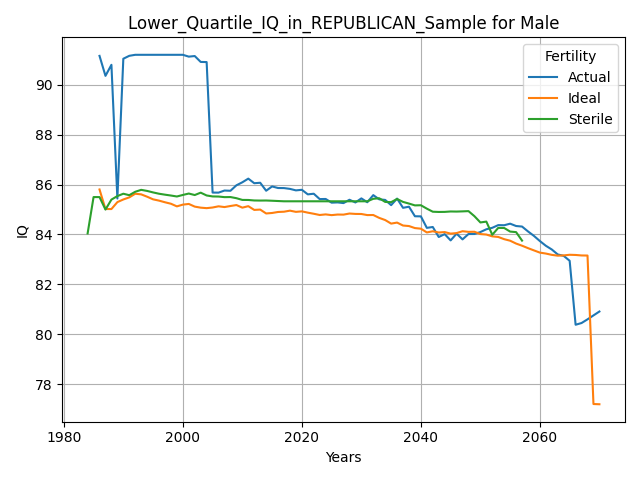 Lower_Quartile_IQ_in_REPUBLICAN_Sample for Male
Fertility
Actual
Ideal
Sterile
IQ
90
88
86
84
82
80
78
1980
2000
2020
2040
2060
Years